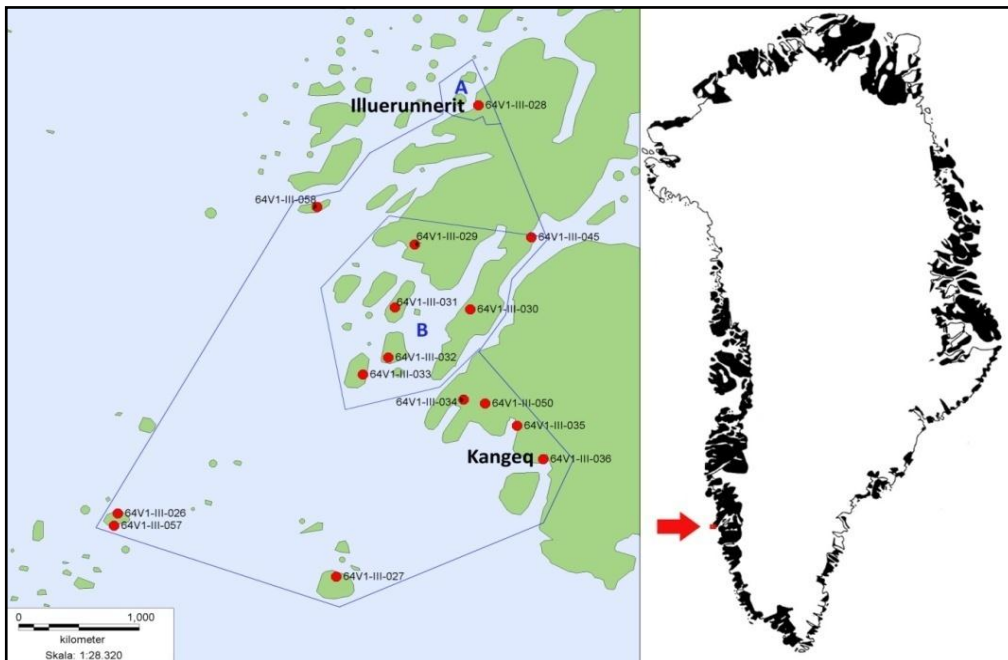 A
Illuerunnerit
64V1-III-028
64V1-III-058
64V1-III-029
64V1-III-045
64V1-III-031
64V1-III-030
B
64V1-III-032
64V1-III-033
64V1-III-034
64V1-III-050
64V1-III-035
Kangeq
64V1-III-036
64V1-III-026
64V1-III-057
64V1-III-027
0 1,000
kilometer
Skala: 1:28.320